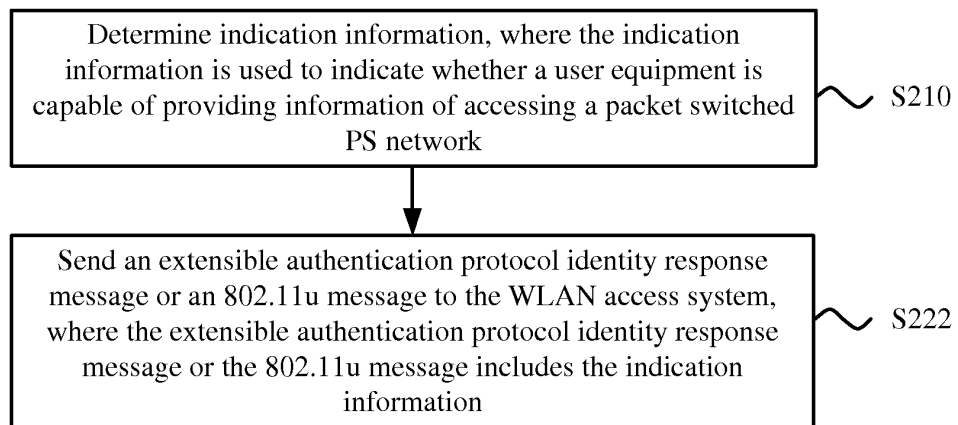 Determine indication information, where the indication
information is used to indicate whether a user equipment is
capable of providing information of accessing a packet switched
PS network
S210
Send an extensible authentication protocol identity response
message or an 802.11u message to the WLAN access system,
where the extensible authentication protocol identity response
message or the 802.11u message includes the indication
information
S222